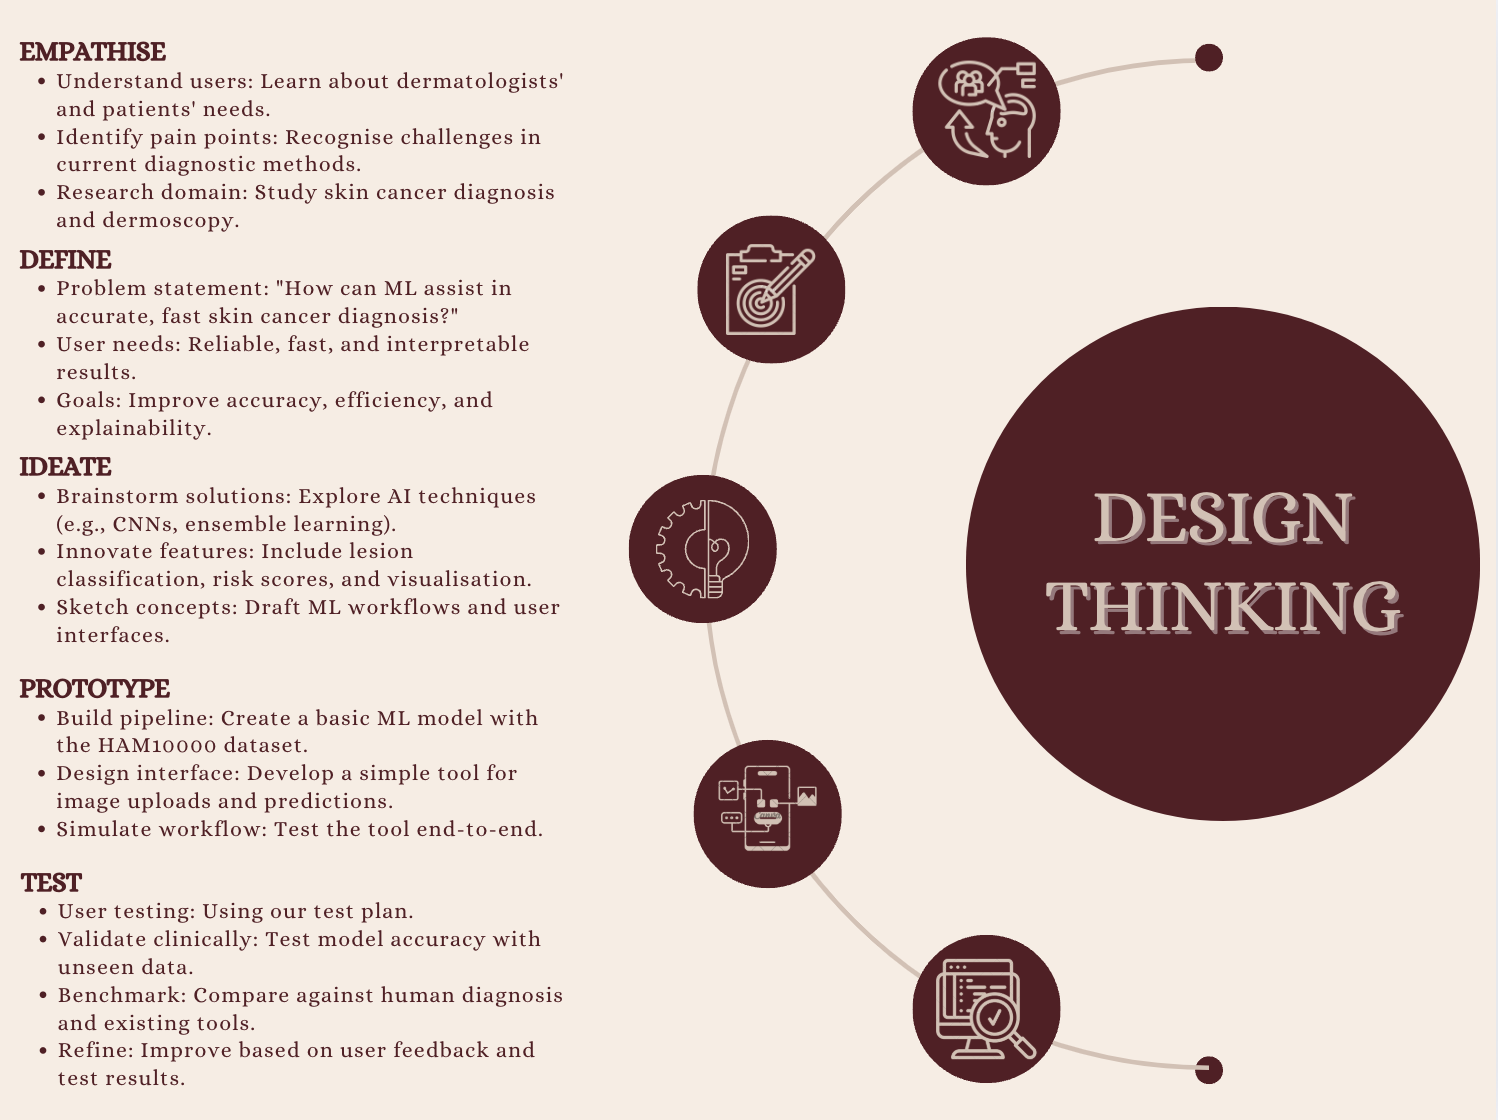 EMPATHISE
• Understand users: Learn about dermatologists'
and patients' needs.
• Identify pain points: Recognise challenges in
current diagnostic methods.
• Research domain: Study skin cancer diagnosis
and dermoscopy.
DEFINE
• Problem statement: "How can ML assist in
accurate, fast skin cancer diagnosis?"
• User needs: Reliable, fast, and interpretable
results.
• Goals: Improve accuracy, efficiency, and
explainability.
IDEATE
• Brainstorm solutions: Explore AI techniques
(e.g., CNNs, ensemble learning).
• Innovate features: Include lesion
classification, risk scores, and visualisation.
• Sketch concepts: Draft ML workflows and user
interfaces.
PROTOTYPE
• Build pipeline: Create a basic ML model with
the HAM10000 dataset.
• Design interface: Develop a simple tool for
image uploads and predictions.
• Simulate workflow: Test the tool end-to-end.
TEST
• User testing: Using our test plan.
• Validate clinically: Test model accuracy with
unseen data.
• Benchmark: Compare against human diagnosis
and existing tools.
• Refine: Improve based on user feedback and
test results.
DESIGN
THINKING